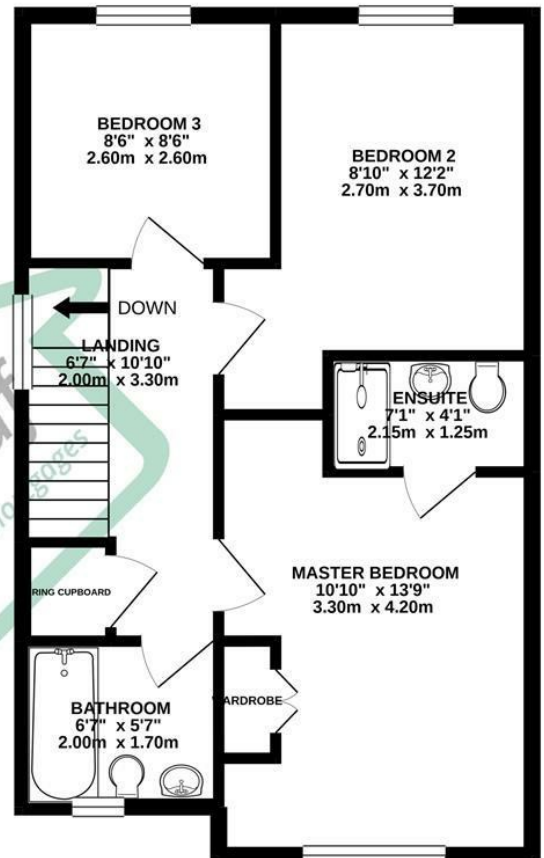 BEDROOM 3
8'6" x 8'6"
2.60m x 2.60m
BEDROOM 2
8'10" x 12'2"
2.70m x 3.70m
DOWN
LANDING
6'7" x 10'10"
2.00m x 3.30m
ENSUITE
7'1" x 4'1"
2.15m x 1.25m
MASTER BEDROOM
10'10" x 13'9"
3.30m x 4.20m
RING CUPBOARD
WARDROBE
BATHROOM
6'7" x 5'7"
2.00m x 1.70m